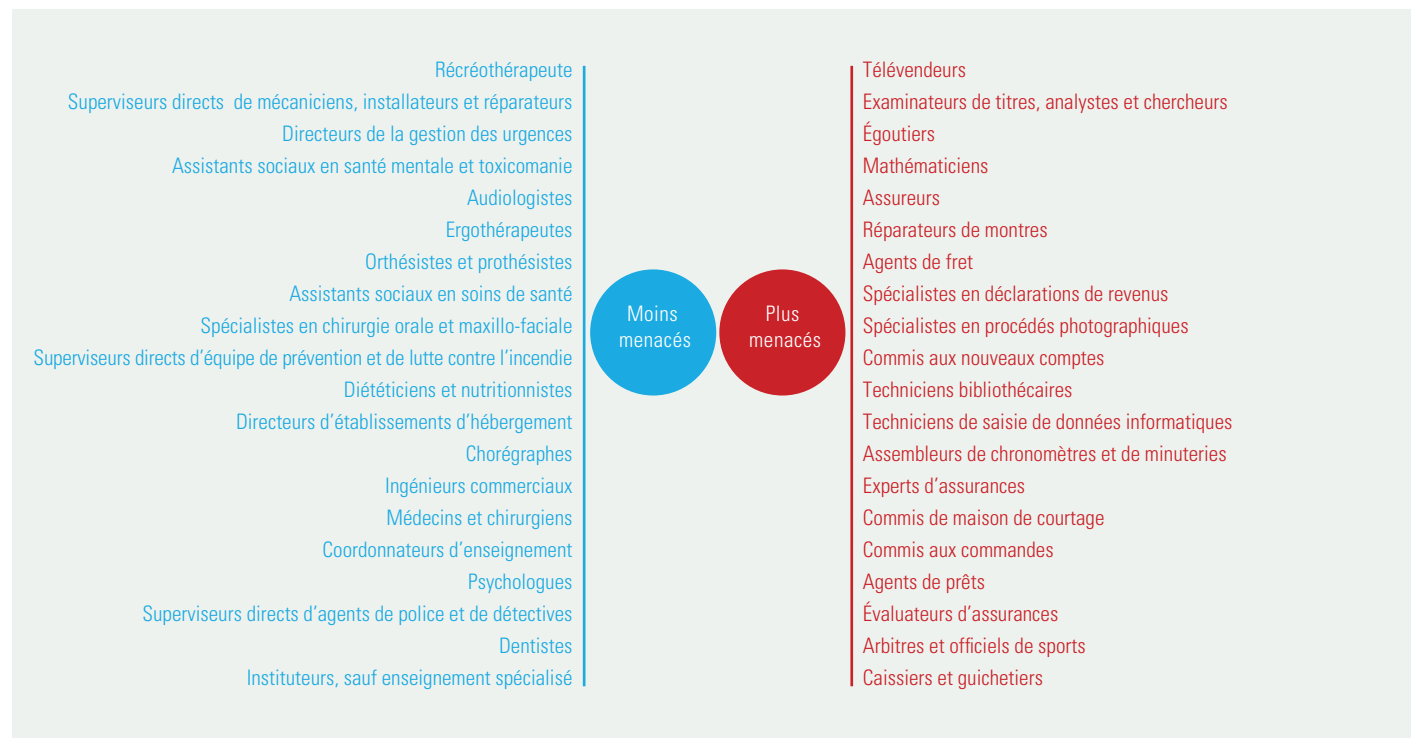 Récréothérapeute
Superviseurs directs de mécaniciens, installateurs et réparateurs
Directeurs de la gestion des urgences
Assistants sociaux en santé mentale et toxicomanie
Audiologistes
Ergothérapeutes
Orthésistes et prothésistes
Assistants sociaux en soins de santé
Spécialistes en chirurgie orale et maxillo-faciale
Superviseurs directs d’équipe de prévention et de lutte contre l’incendie
Diététiciens et nutritionnistes
Directeurs d’établissements d’hébergement
Chorégraphes
Ingénieurs commerciaux
Médecins et chirurgiens
Coordonnateurs d’enseignement
Psychologues
Superviseurs directs d’agents de police et de détectives
Dentistes
Instituteurs, sauf enseignement spécialisé
Moins
menacés
Plus
menacés
Télévendeurs
Examinateurs de titres, analystes et chercheurs
Égoutiers
Mathématiciens
Assureurs
Réparateurs de montres
Agents de fret
Spécialistes en déclarations de revenus
Spécialistes en procédés photographiques
Commis aux nouveaux comptes
Techniciens bibliothécaires
Techniciens de saisie de données informatiques
Assembleurs de chronomètres et de minuteries
Experts d’assurances
Commis de maison de courtage
Commis aux commandes
Agents de prêts
Évaluateurs d’assurances
Arbitres et officiels de sports
Caissiers et guichetiers